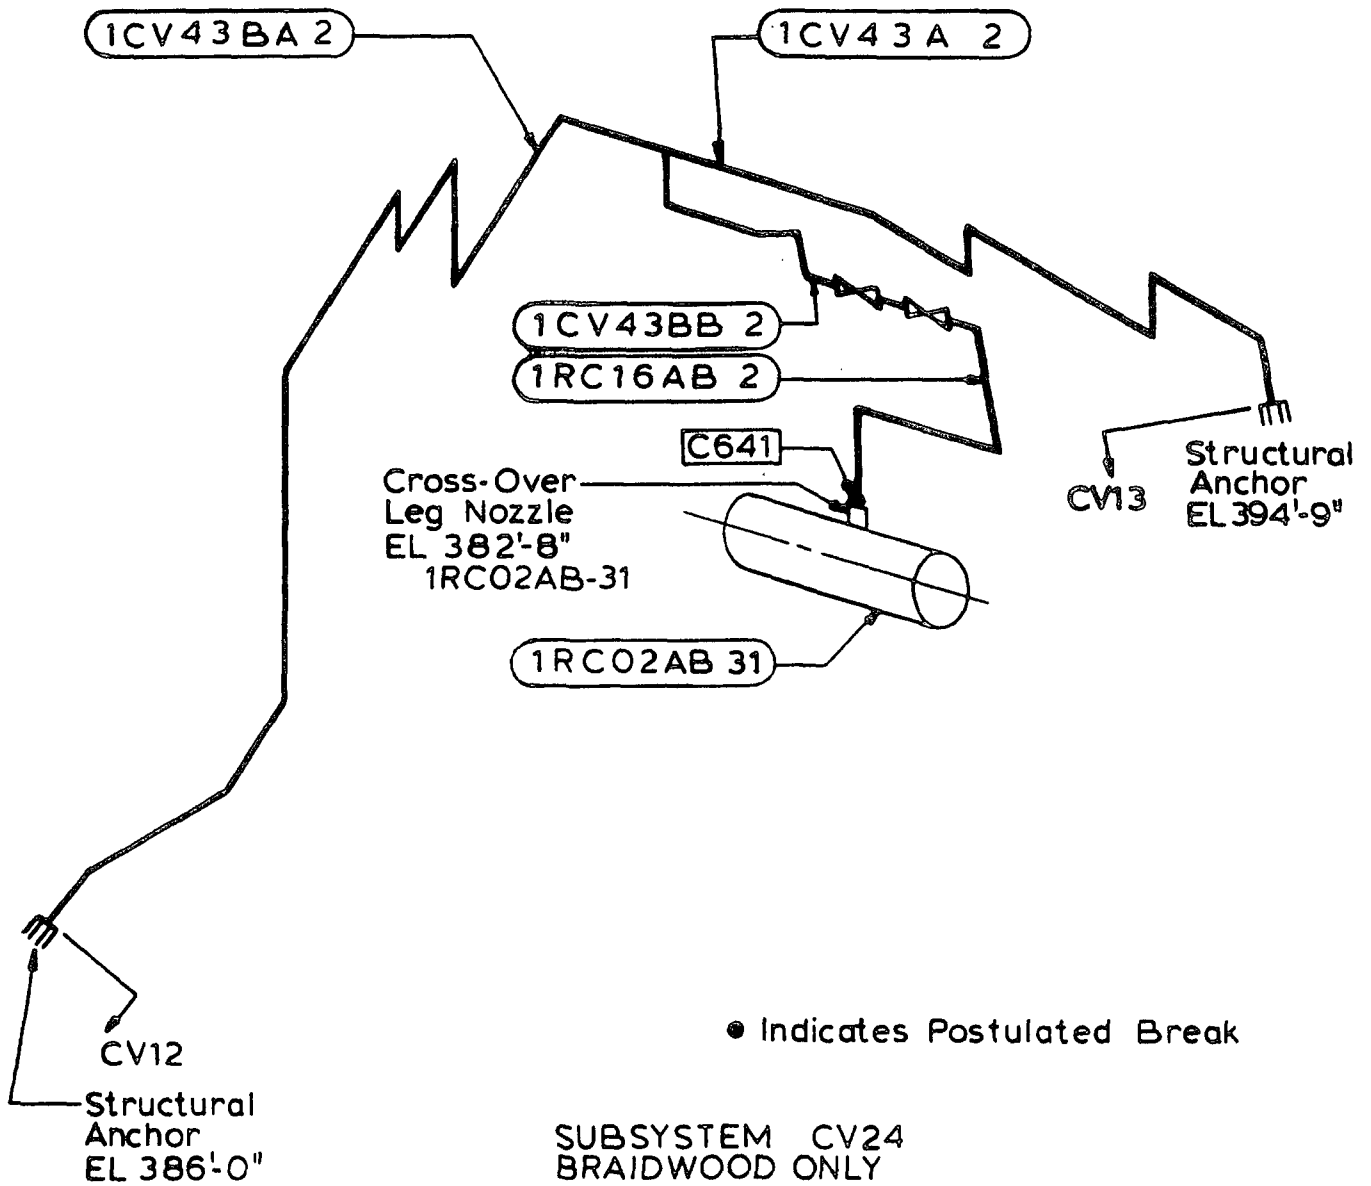 1CV43BA 2
1CV43A 2
1CV43BB 2
1RC16AB 2
C641
Cross-Over
Leg Nozzle
EL 382'-8"
1RC02AB-31
Structural
Anchor
EL 394'-9"
CV13
1RC02AB 31
CV12
Structural
Anchor
EL 386'-0"
Indicates Postulated Break
SUBSYSTEM CV24
BRAIDWOOD ONLY